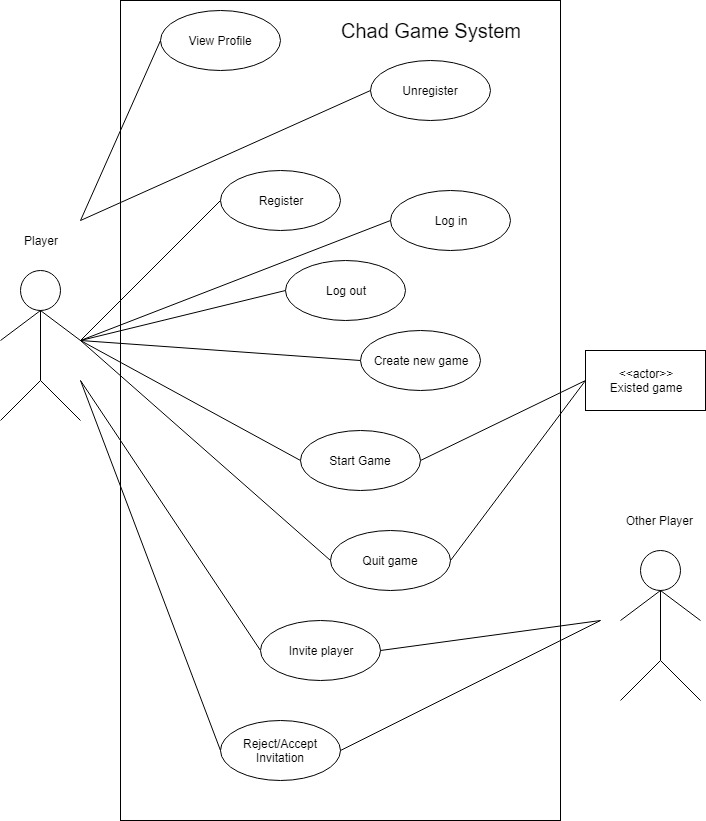 Chad Game System
View Profile
Unregister
Register
Log in
Player
Log out
Create new game
<<actor>>
Existed game
Start Game
Other Player
Quit game
Invite player
Reject/Accept
Invitation